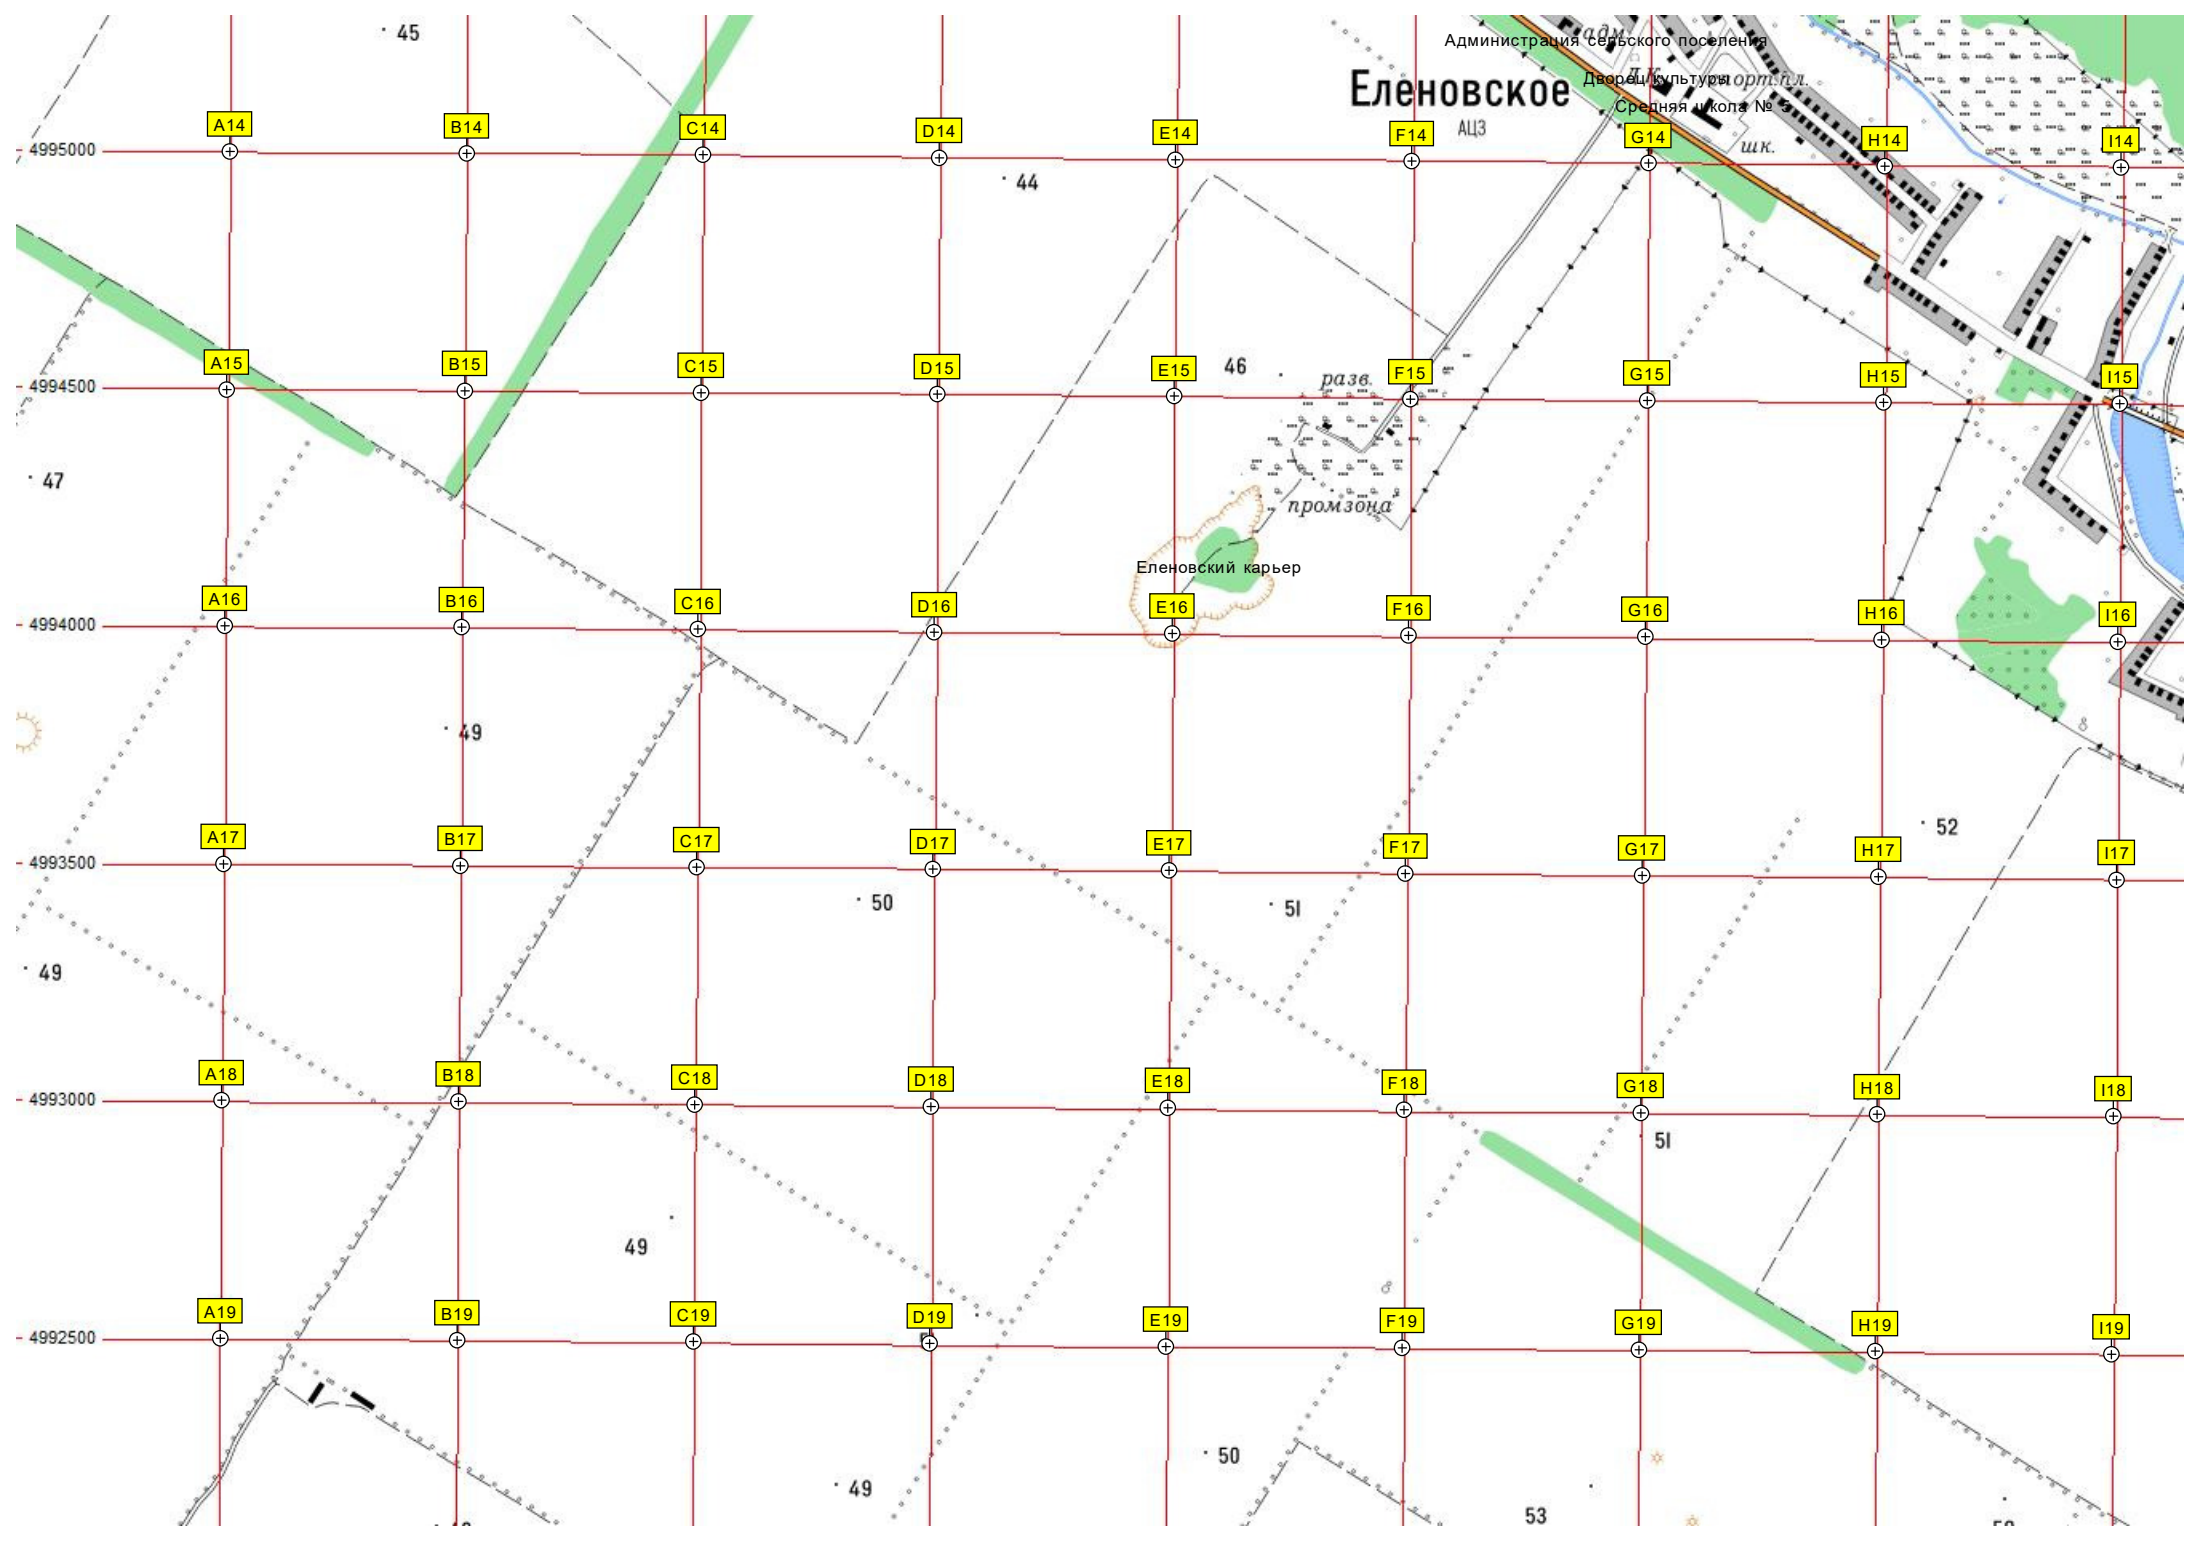 45
Администрация сельского поселения
адм.
Дворец культуры
спорт.пл.
Еленовское
АЦЗ
Средняя школа № 5
шк.
A14 B14 C14 D14 E14 F14 G14 H14 I14
4995000
44
46
разв.
A15 B15 C15 D15 E15 F15 G15 H15 I15
4994500
47
промзона
Еленовский карьер
A16 B16 C16 D16 E16 F16 G16 H16 I16
4994000
49
52
A17 B17 C17 D17 E17 F17 G17 H17 I17
4993500
50
51
49
A18 B18 C18 D18 E18 F18 G18 H18 I18
4993000
51
49
A19 B19 C19 D19 E19 F19 G19 H19 I19
4992500
50
49
53